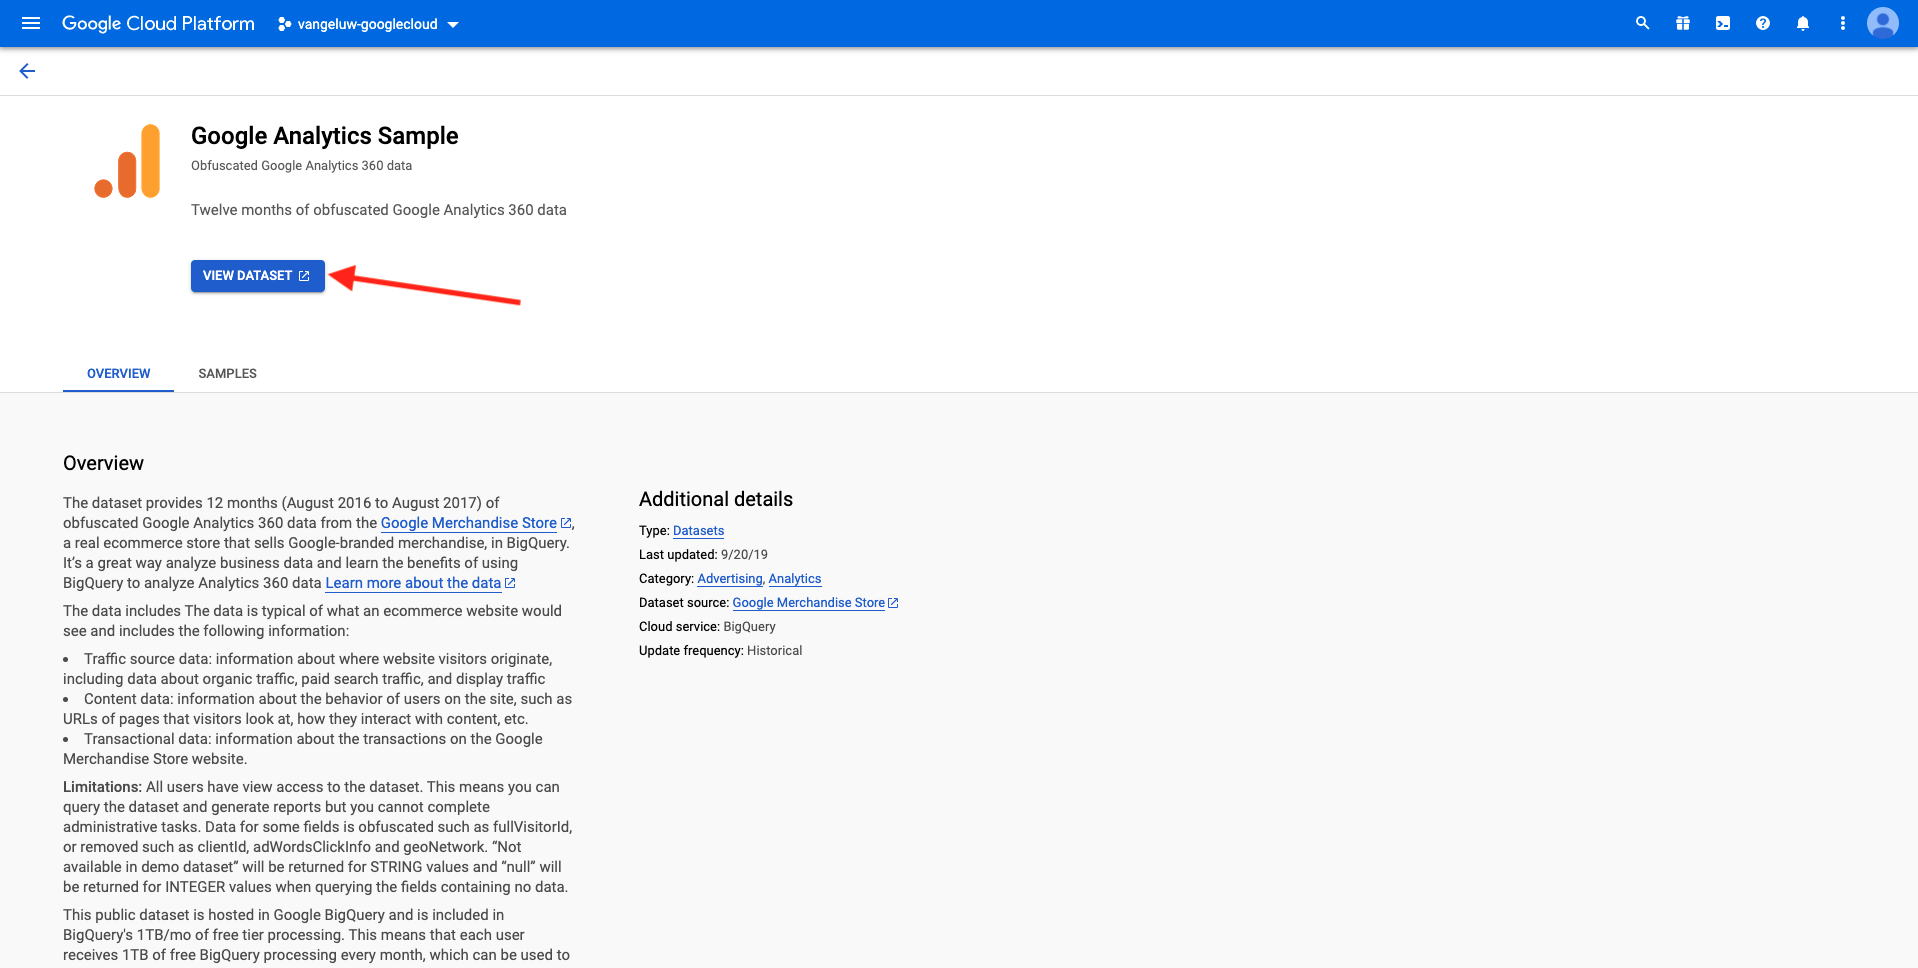 Google Cloud Platform
vangeluw-googlecloud
Google Analytics Sample
Obfuscated Google Analytics 360 data
Twelve months of obfuscated Google Analytics 360 data
VIEW DATASET
OVERVIEW
SAMPLES
Overview
The dataset provides 12 months (August 2016 to August 2017) of
obfuscated Google Analytics 360 data from the Google Merchandise Store,
a real ecommerce store that sells Google-branded merchandise, in BigQuery.
It’s a great way analyze business data and learn the benefits of using
BigQuery to analyze Analytics 360 data Learn more about the data
The data includes The data is typical of what an ecommerce website would
see and includes the following information:
• Traffic source data: information about where website visitors originate,
including data about organic traffic, paid search traffic, and display traffic
• Content data: information about the behavior of users on the site, such as
URLs of pages that visitors look at, how they interact with content, etc.
• Transactional data: information about the transactions on the Google
Merchandise Store website.
Limitations: All users have view access to the dataset. This means you can
query the dataset and generate reports but you cannot complete
administrative tasks. Data for some fields is obfuscated such as fullVisitorId,
or removed such as clientId, adWordsClickInfo and geoNetwork. “Not
available in demo dataset” will be returned for STRING values and “null” will
be returned for INTEGER values when querying the fields containing no data.
This public dataset is hosted in Google BigQuery and is included in
BigQuery's 1TB/mo of free tier processing. This means that each user
receives 1TB of free BigQuery processing every month, which can be used to
Additional details
Type: Datasets
Last updated: 9/20/19
Category: Advertising, Analytics
Dataset source: Google Merchandise Store
Cloud service: BigQuery
Update frequency: Historical